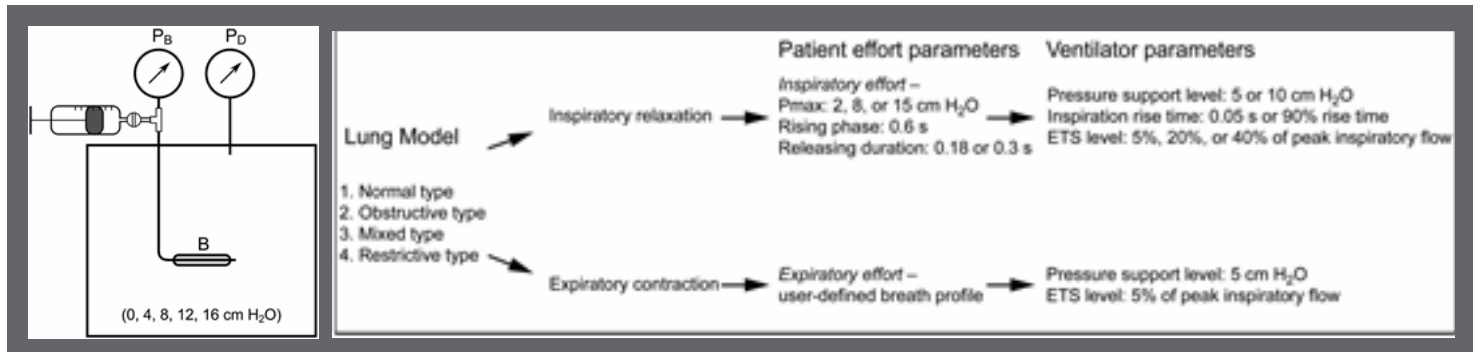 PB
PD
B
(0, 4, 8, 12, 16 cm H2O)
Lung Model
1. Normal type
2. Obstructive type
3. Mixed type
4. Restrictive type
Inspiratory relaxation
Expiratory contraction
Patient effort parameters
Inspiratory effort –
Pmax: 2, 8, or 15 cm H2O
Rising phase: 0.6 s
Releasing duration: 0.18 or 0.3 s
Expiratory effort –
user-defined breath profile
Ventilator parameters
Pressure support level: 5 or 10 cm H2O
Inspiration rise time: 0.05 s or 90% rise time
ETS level: 5%, 20%, or 40% of peak inspiratory flow
Pressure support level: 5 cm H2O
ETS level: 5% of peak inspiratory flow